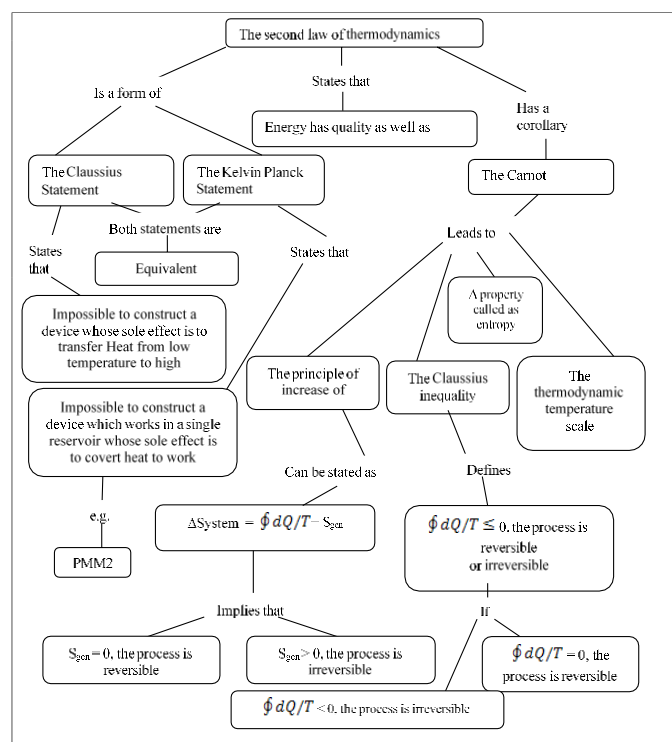 The second law of thermodynamics
Is a form of
States that
Has a
corollary
Energy has quality as well as
The Claussius
Statement
The Kelvin Planck
Statement
The Carnot
Both statements are
Equivalent
States
that
States that
Leads to
Impossible to construct a
device whose sole effect is to
transfer Heat from low
temperature to high
A property
called as
entropy
The principle of
increase of
The Claussius
inequality
The
thermodynamic
temperature
scale
Impossible to construct a
device which works in a single
reservoir whose sole effect is
to covert heat to work
Can be stated as
Defines
e.g.
PMM2
ΔSystem = ∮dQ/T − Sgen
∮dQ/T ≤ 0, the process is
reversible
or irreversible
Implies that
If
Sgen = 0, the process is
reversible
Sgen > 0, the process is
irreversible
∮dQ/T = 0, the
process is reversible
∮dQ/T < 0, the process is irreversible